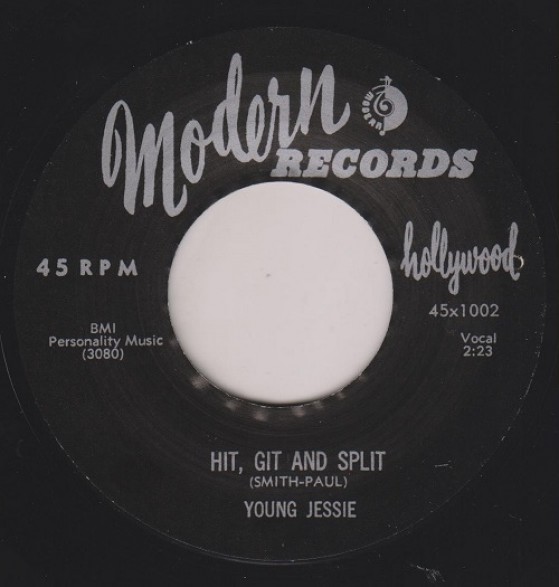 Modern
MODERN
RECORDS
hollywood
45 RPM
45x1002
BMI
Personality Music
(3080)
Vocal
2:23
HIT, GIT AND SPLIT
(SMITH-PAUL)
YOUNG JESSIE